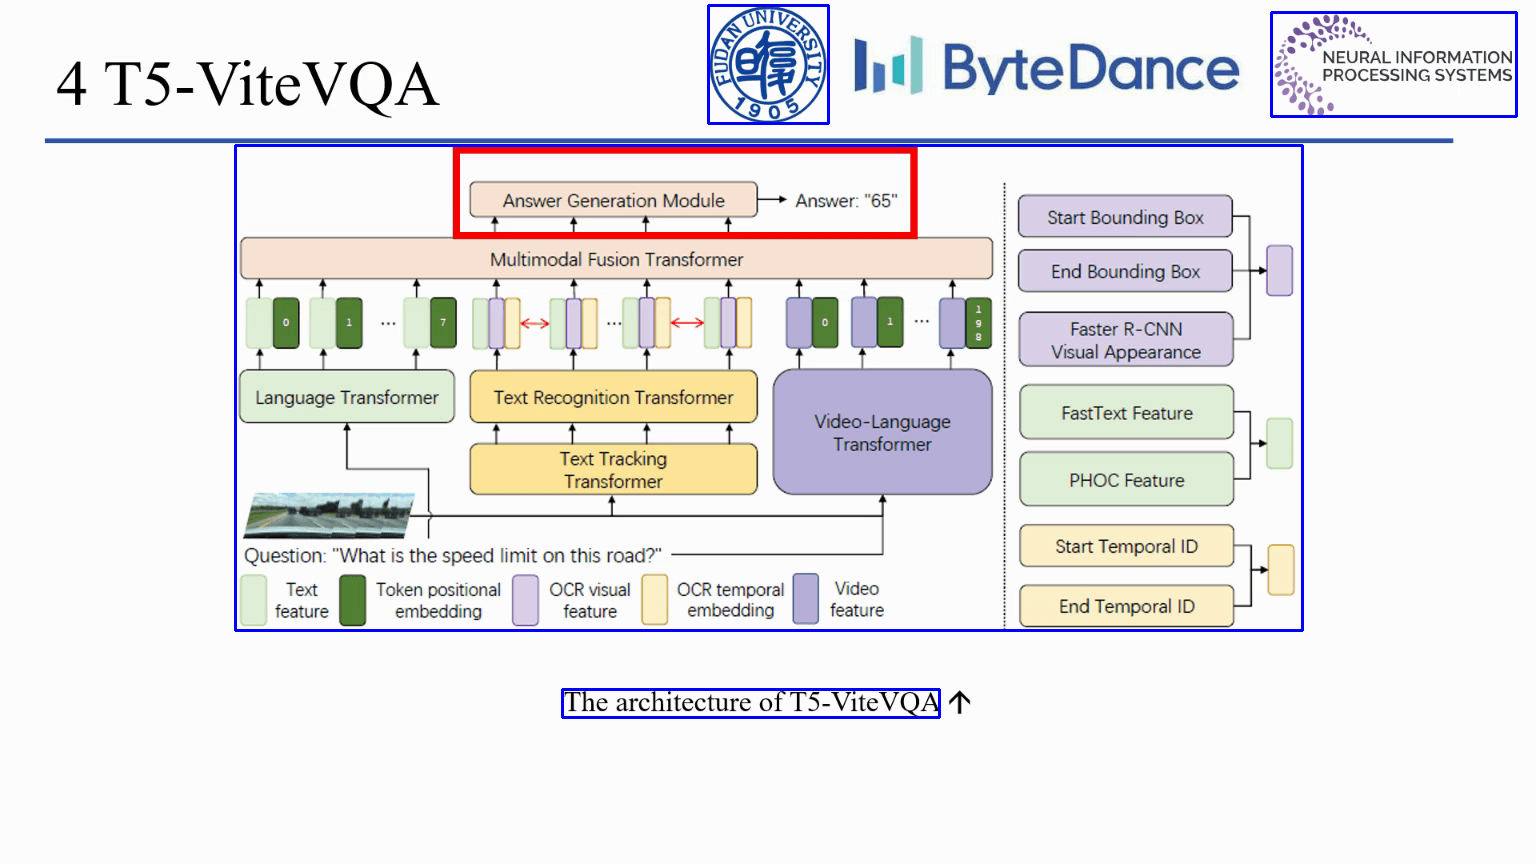 4 T5-ViteVQA
FUDAN UNIVERSITY
1905
ByteDance
NEURAL INFORMATION
PROCESSING SYSTEMS
Answer Generation Module
Answer: "65"
Multimodal Fusion Transformer
0 1 ... 7 ... 0 1 ... 198
Language Transformer
Text Recognition Transformer
Text Tracking
Transformer
Video-Language
Transformer
Question: "What is the speed limit on this road?"
Text
feature
Token positional
embedding
OCR visual
feature
OCR temporal
embedding
Video
feature
Start Bounding Box
End Bounding Box
Faster R-CNN
Visual Appearance
FastText Feature
PHOC Feature
Start Temporal ID
End Temporal ID
The architecture of T5-ViteVQA ↑